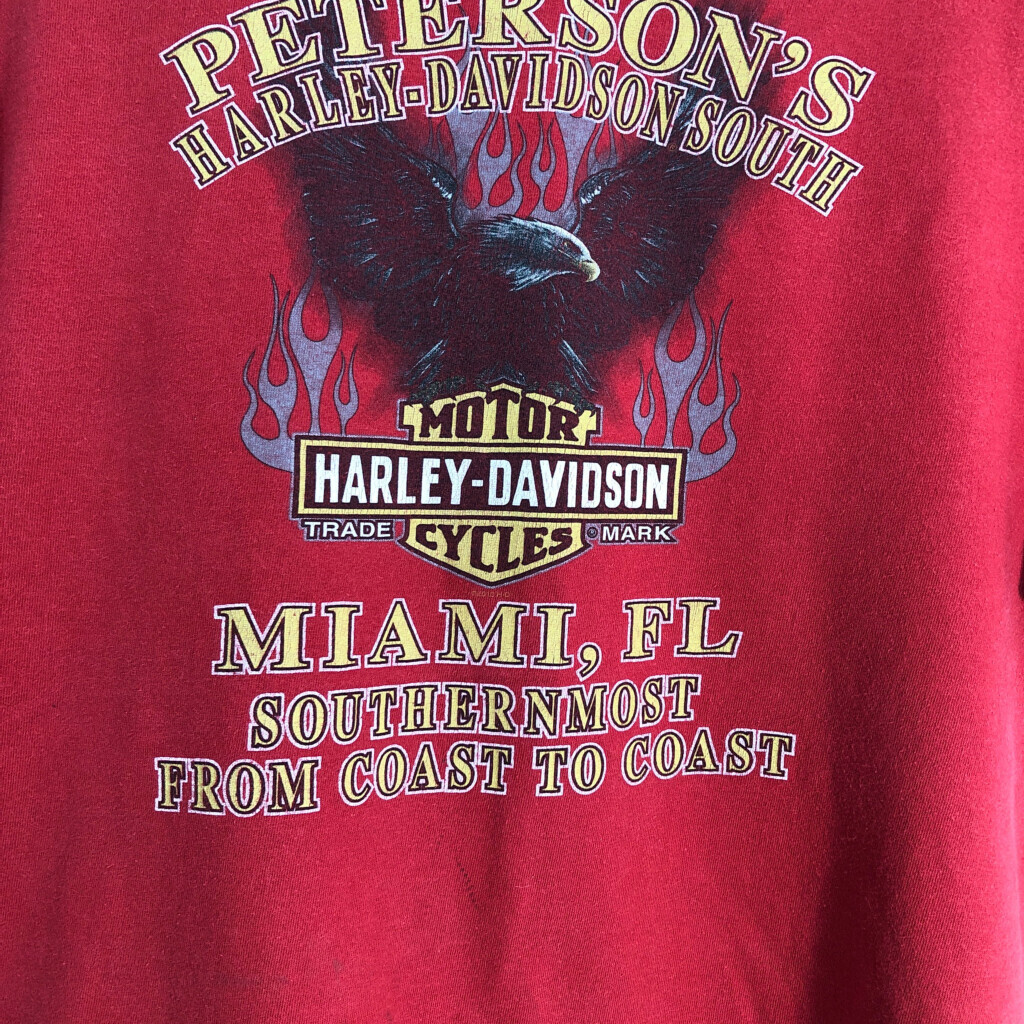 PETERSON'S
HARLEY-DAVIDSON SOUTH
MOTOR
HARLEY-DAVIDSON
TRADE ® MARK
CYCLES
MIAMI, FL
SOUTHERNMOST
FROM COAST TO COAST